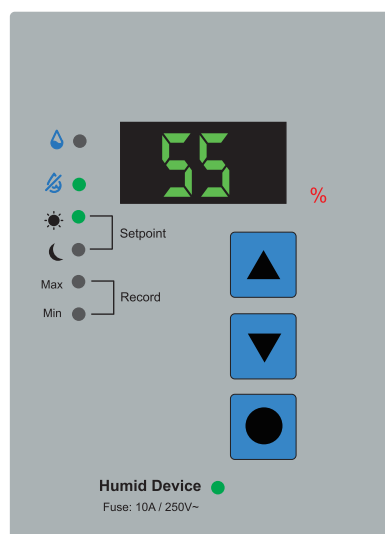 55
%
Setpoint
Max
Record
Min
Humid Device
Fuse: 10A / 250V~